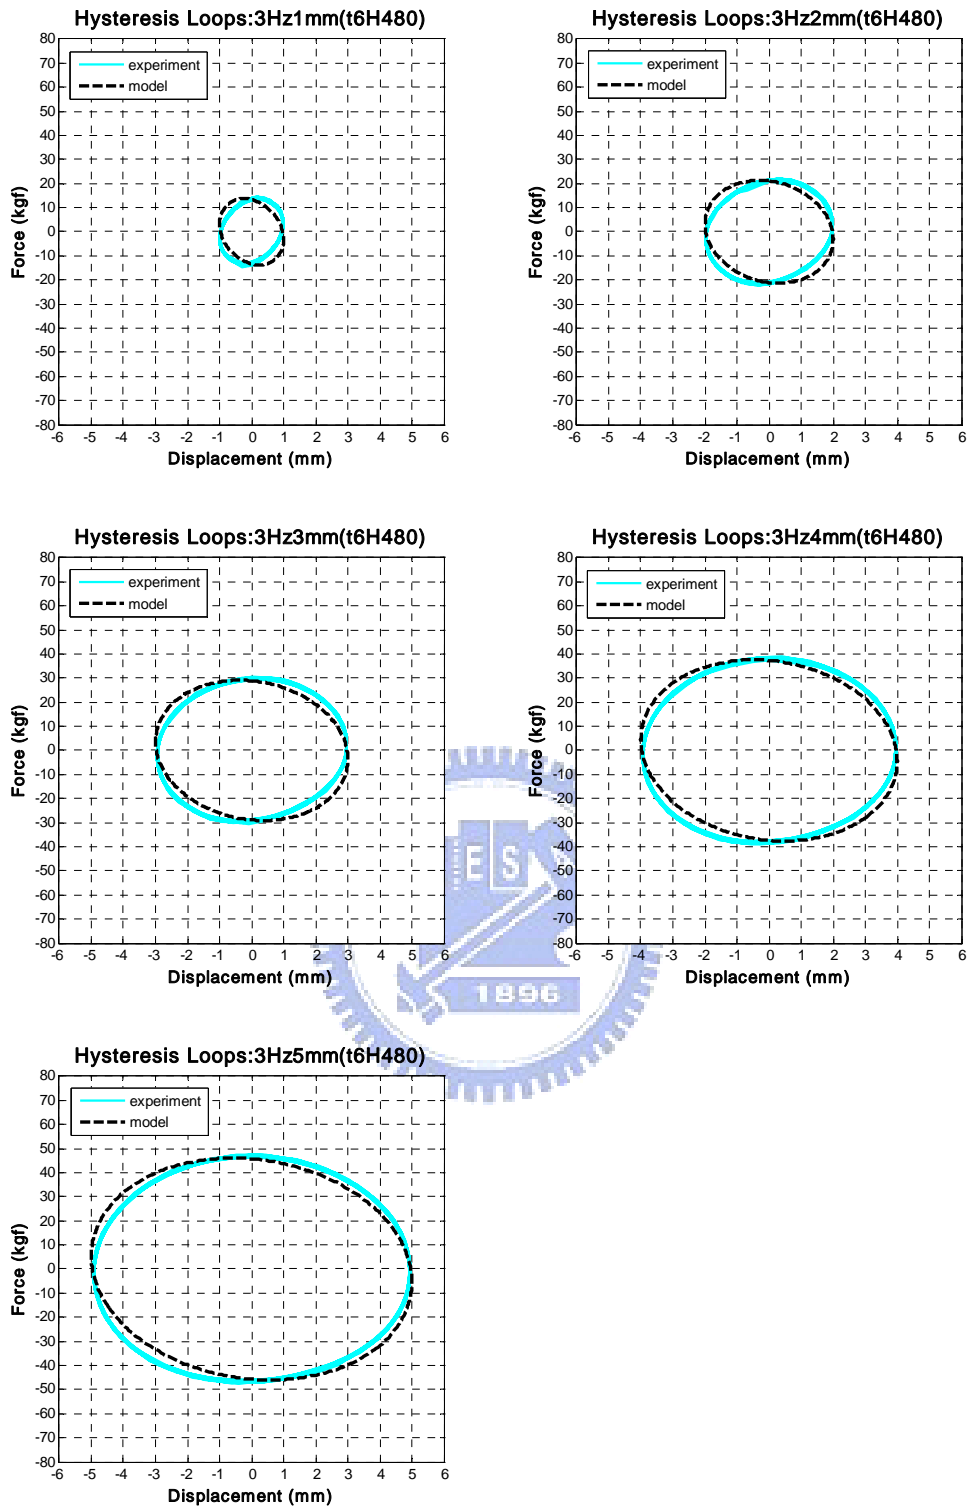 Hysteresis Loops:3Hz1mm(t6H480)
experiment
model
Force (kgf)
80
70
60
50
40
30
20
10
0
-10
-20
-30
-40
-50
-60
-70
-80
-6 -5 -4 -3 -2 -1 0 1 2 3 4 5 6
Displacement (mm)
Hysteresis Loops:3Hz2mm(t6H480)
experiment
model
Force (kgf)
80
70
60
50
40
30
20
10
0
-10
-20
-30
-40
-50
-60
-70
-80
-6 -5 -4 -3 -2 -1 0 1 2 3 4 5 6
Displacement (mm)
Hysteresis Loops:3Hz3mm(t6H480)
experiment
model
Force (kgf)
80
70
60
50
40
30
20
10
0
-10
-20
-30
-40
-50
-60
-70
-80
-6 -5 -4 -3 -2 -1 0 1 2 3 4 5 6
Displacement (mm)
Hysteresis Loops:3Hz4mm(t6H480)
experiment
model
Force (kgf)
80
70
60
50
40
30
20
10
0
-10
-20
-30
-40
-50
-60
-70
-80
-6 -5 -4 -3 -2 -1 0 1 2 3 4 5 6
Displacement (mm)
ES
1896
Hysteresis Loops:3Hz5mm(t6H480)
experiment
model
Force (kgf)
80
70
60
50
40
30
20
10
0
-10
-20
-30
-40
-50
-60
-70
-80
-6 -5 -4 -3 -2 -1 0 1 2 3 4 5 6
Displacement (mm)